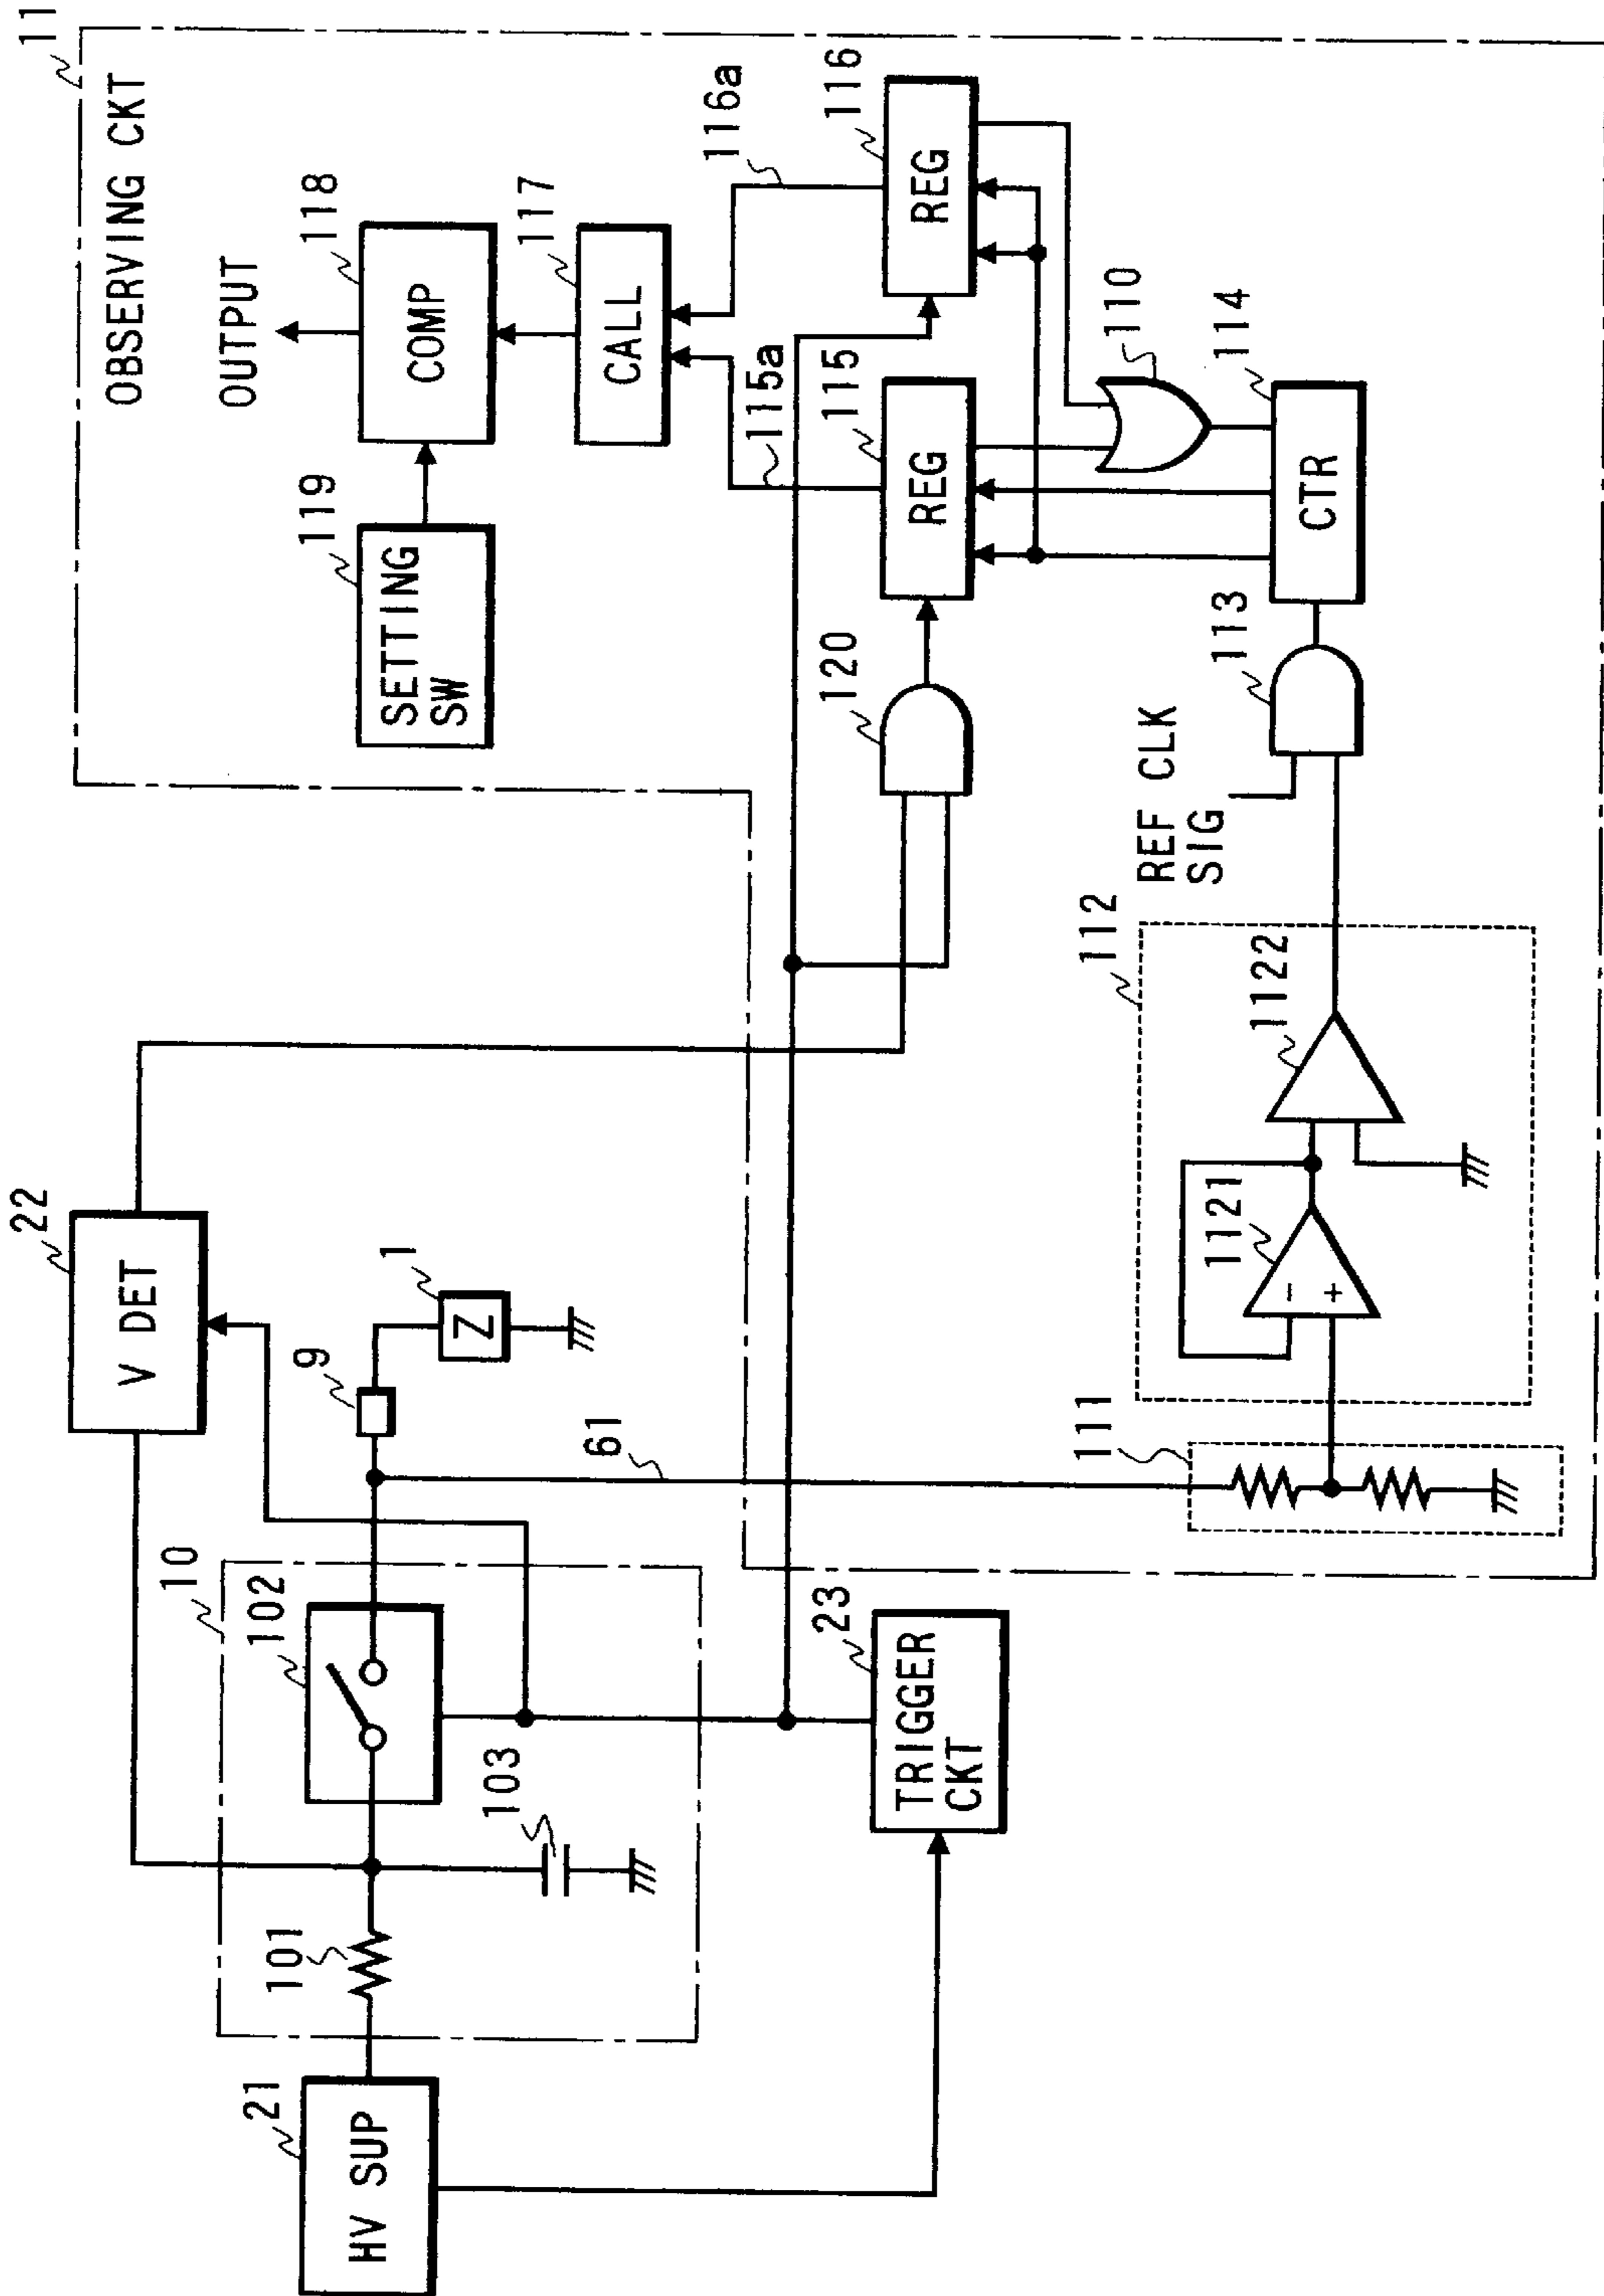 11
OBSERVING CKT
OUTPUT
118
COMP
119
SETTING
SW
117
CALL
116a
116
REG
115a
115
REG
110
114
CTR
120
113
REF CLK
SIG
112
1122
1121
-
+
111
22
V DET
1
Z
9
61
10
102
103
101
23
TRIGGER
CKT
21
HV SUP